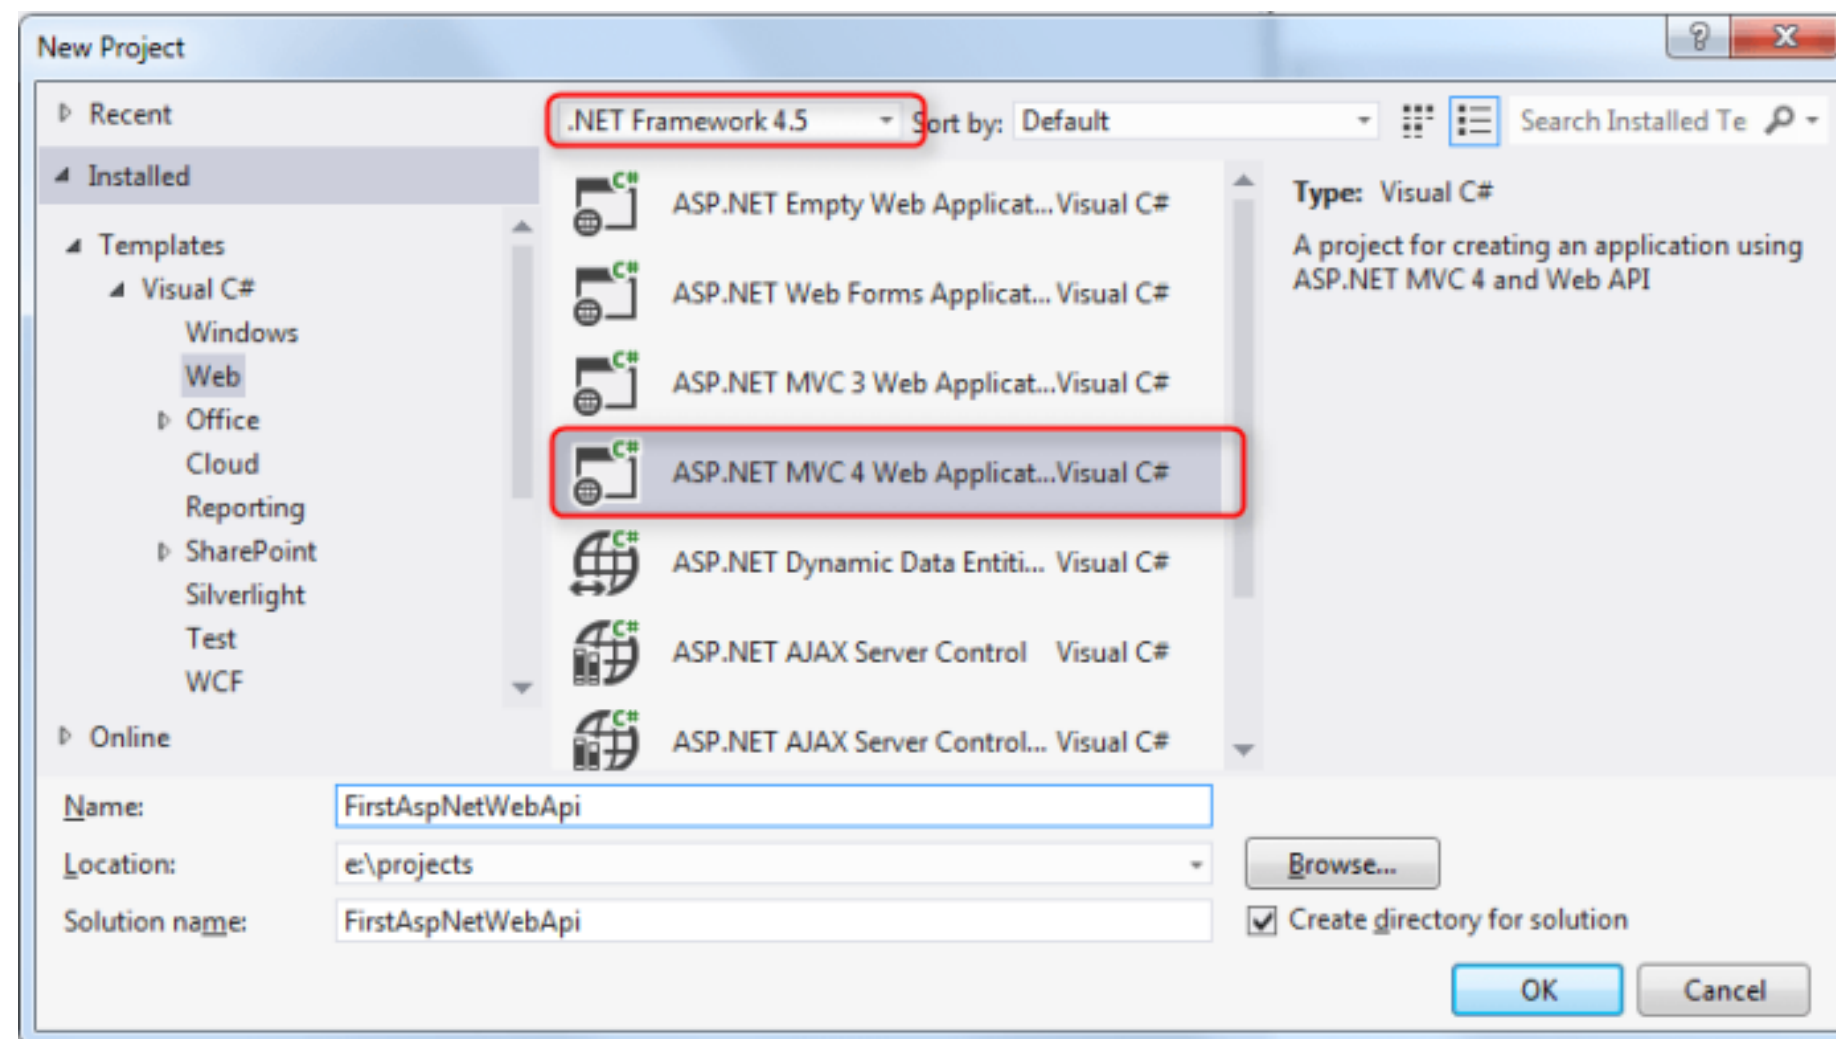 New Project
Recent
.NET Framework 4.5
Sort by: Default
Search Installed Te
Installed
Templates
Visual C#
Windows
Web
Office
Cloud
Reporting
SharePoint
Silverlight
Test
WCF
Online
C# ASP.NET Empty Web Applicat... Visual C#
C# ASP.NET Web Forms Applicat... Visual C#
C# ASP.NET MVC 3 Web Applicat...Visual C#
C# ASP.NET MVC 4 Web Applicat...Visual C#
C# ASP.NET Dynamic Data Entiti... Visual C#
C# ASP.NET AJAX Server Control Visual C#
C# ASP.NET AJAX Server Control... Visual C#
Type: Visual C#
A project for creating an application using
ASP.NET MVC 4 and Web API
Name: FirstAspNetWebApi
Location: e:\projects
Browse...
Solution name: FirstAspNetWebApi
Create directory for solution
OK Cancel